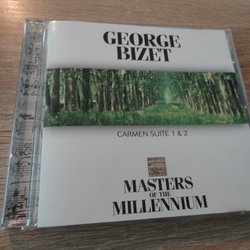 GEORGE
BIZET
CARMEN SUITE 1 & 2
MASTERS
OF THE
MILLENNIUM